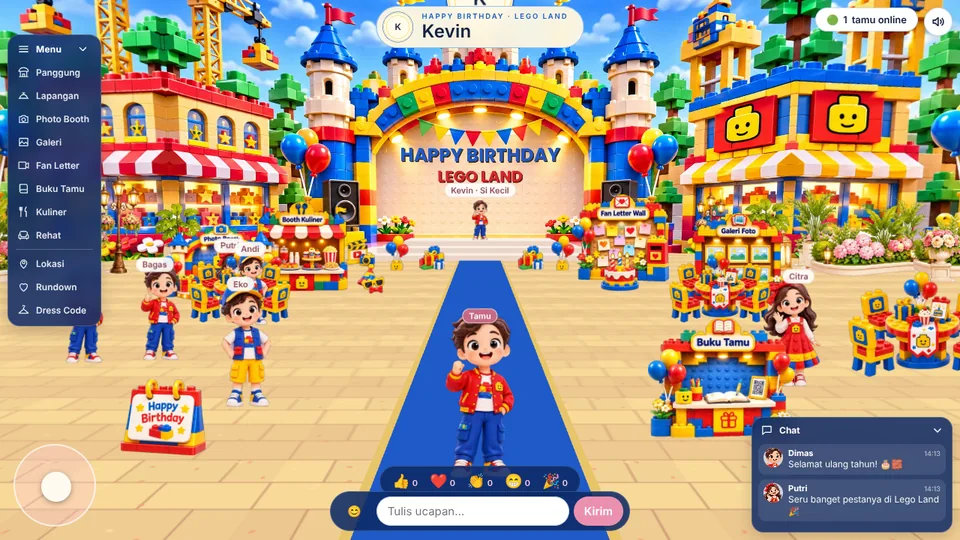 K
HAPPY BIRTHDAY · LEGO LAND
K
Kevin
1 tamu online
Menu
Panggung
Lapangan
Photo Booth
Galeri
Fan Letter
Buku Tamu
Kuliner
Rehat
Lokasi
Rundown
Dress Code
HAPPY BIRTHDAY
LEGO LAND
Kevin · Si Kecil
Booth Kuliner
Fan Letter Wall
Galeri Foto
Putri
Andi
Bagas
Eko
Citra
Tamu
Buku Tamu
Happy
Birthday
Chat
Dimas
14:13
Selamat ulang tahun! 🎂🧱
Putri
14:13
Seru banget pestanya di Lego Land
🎉
👍 0
❤️ 0
👏 0
😁 0
🎉 0
😊
Tulis ucapan...
Kirim